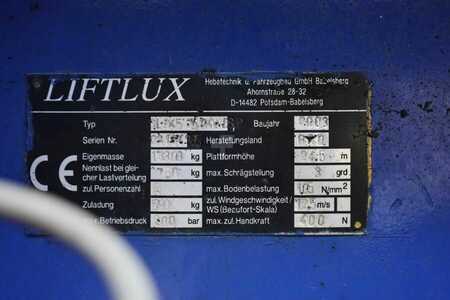 LIFTLUX
Hebetechnik u. Fahrzeugbau GmbH Babelsberg
Ahornstraße 28-32
D-14482 Potsdam-Babelsberg
Typ Baujahr 2003
Serien Nr. Herstellungsland
CE
Eigenmasse kg Plattformhöhe m
Nennlast bei glei- kg max. Schrägstellung 3 grd
cher Lastverteilung
zul. Personenzahl max. Bodenbelastung N/mm²
Zuladung kg zul. Windgeschwindigkeit/ m/s
WS (Beaufort-Skala)
max. Betriebsdruck bar max. zul. Handkraft 400 N